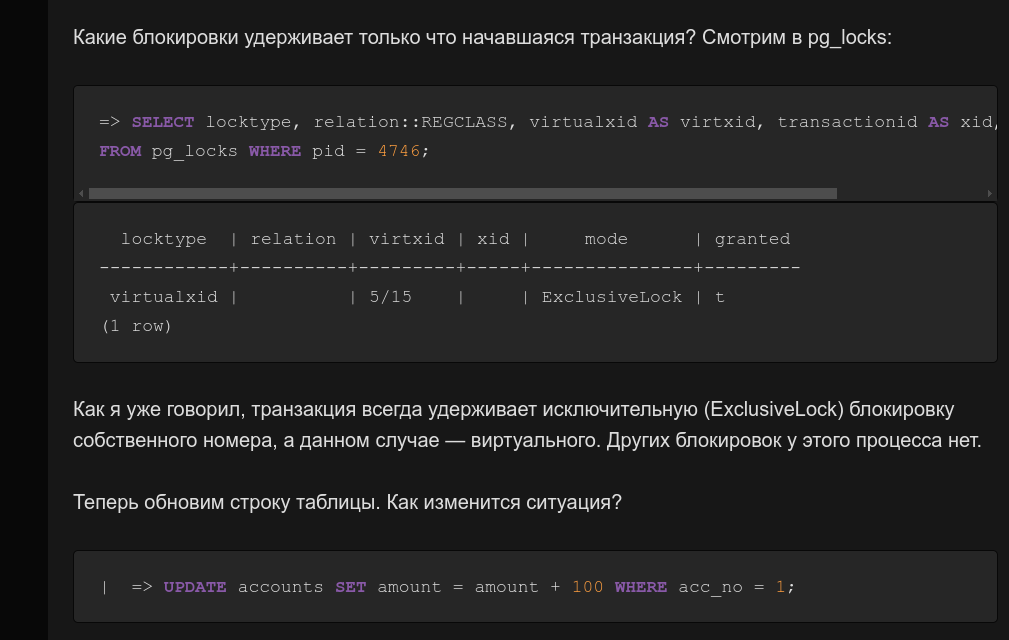 Какие блокировки удерживает только что начавшаяся транзакция? Смотрим в pg_locks:
=> SELECT locktype, relation::REGCLASS, virtualxid AS virtxid, transactionid AS xid,
FROM pg_locks WHERE pid = 4746;
  locktype  | relation | virtxid | xid |     mode      | granted
------------+----------+---------+-----+---------------+---------
 virtualxid |          | 5/15    |     | ExclusiveLock | t
(1 row)
Как я уже говорил, транзакция всегда удерживает исключительную (ExclusiveLock) блокировку
собственного номера, а данном случае — виртуального. Других блокировок у этого процесса нет.
Теперь обновим строку таблицы. Как изменится ситуация?
|  => UPDATE accounts SET amount = amount + 100 WHERE acc_no = 1;